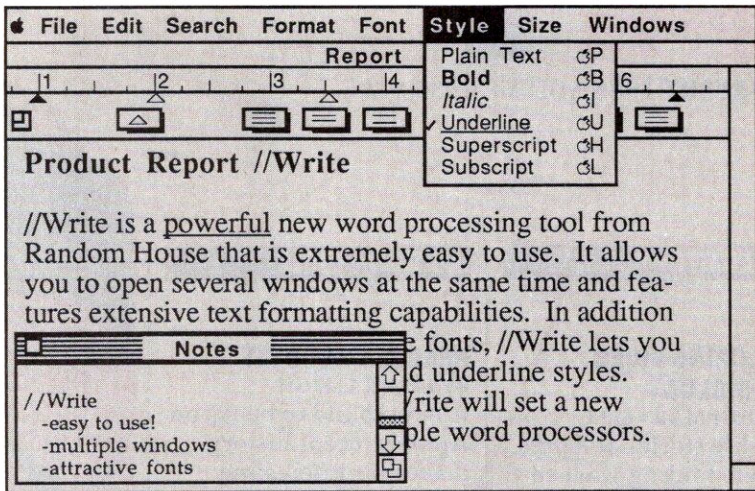 File Edit Search Format Font Style Size Windows
Report
Plain Text P
Bold B
Italic I
✓Underline U
Superscript H
Subscript L
1 2 3 4 6
Product Report //Write
//Write is a powerful new word processing tool from
Random House that is extremely easy to use. It allows
you to open several windows at the same time and fea-
tures extensive text formatting capabilities. In addition
fonts, //Write lets you
underline styles.
will set a new
word processors.
Notes
//Write
-easy to use!
-multiple windows
-attractive fonts